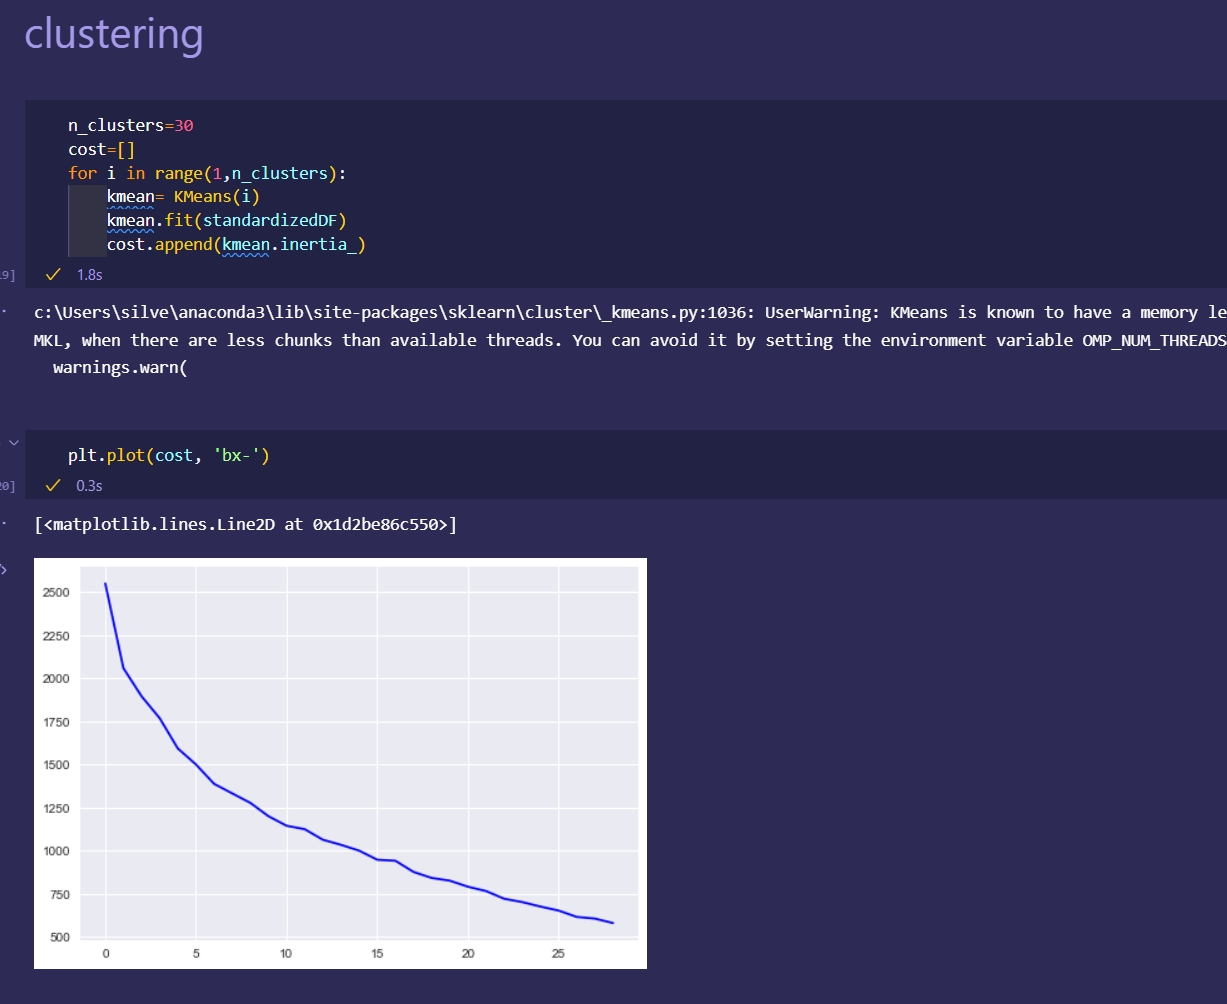 clustering
n_clusters=30
cost=[]
for i in range(1,n_clusters):
kmean= KMeans(i)
kmean.fit(standardizedDF)
cost.append(kmean.inertia_)
9]
1.8s
c:\Users\silve\anaconda3\lib\site-packages\sklearn\cluster\_kmeans.py:1036: UserWarning: KMeans is known to have a memory le
MKL, when there are less chunks than available threads. You can avoid it by setting the environment variable OMP_NUM_THREADS
warnings.warn(
plt.plot(cost, 'bx-')
20]
0.3s
[<matplotlib.lines.Line2D at 0x1d2be86c550>]
2500
2250
2000
1750
1500
1250
1000
750
500
0 5 10 15 20 25